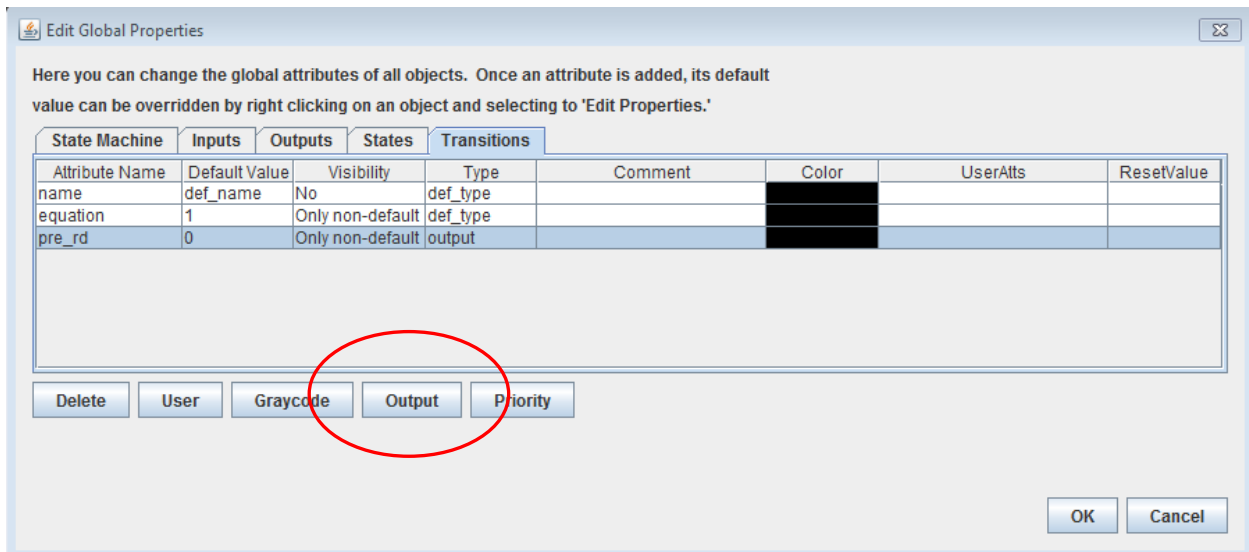 Edit Global Properties
Here you can change the global attributes of all objects. Once an attribute is added, its default
value can be overridden by right clicking on an object and selecting to 'Edit Properties.'
State Machine Inputs Outputs States Transitions
Attribute Name Default Value Visibility Type Comment Color UserAtts ResetValue
name def_name No def_type
equation 1 Only non-default def_type
pre_rd 0 Only non-default output
Delete User Graycode Output Priority
OK Cancel